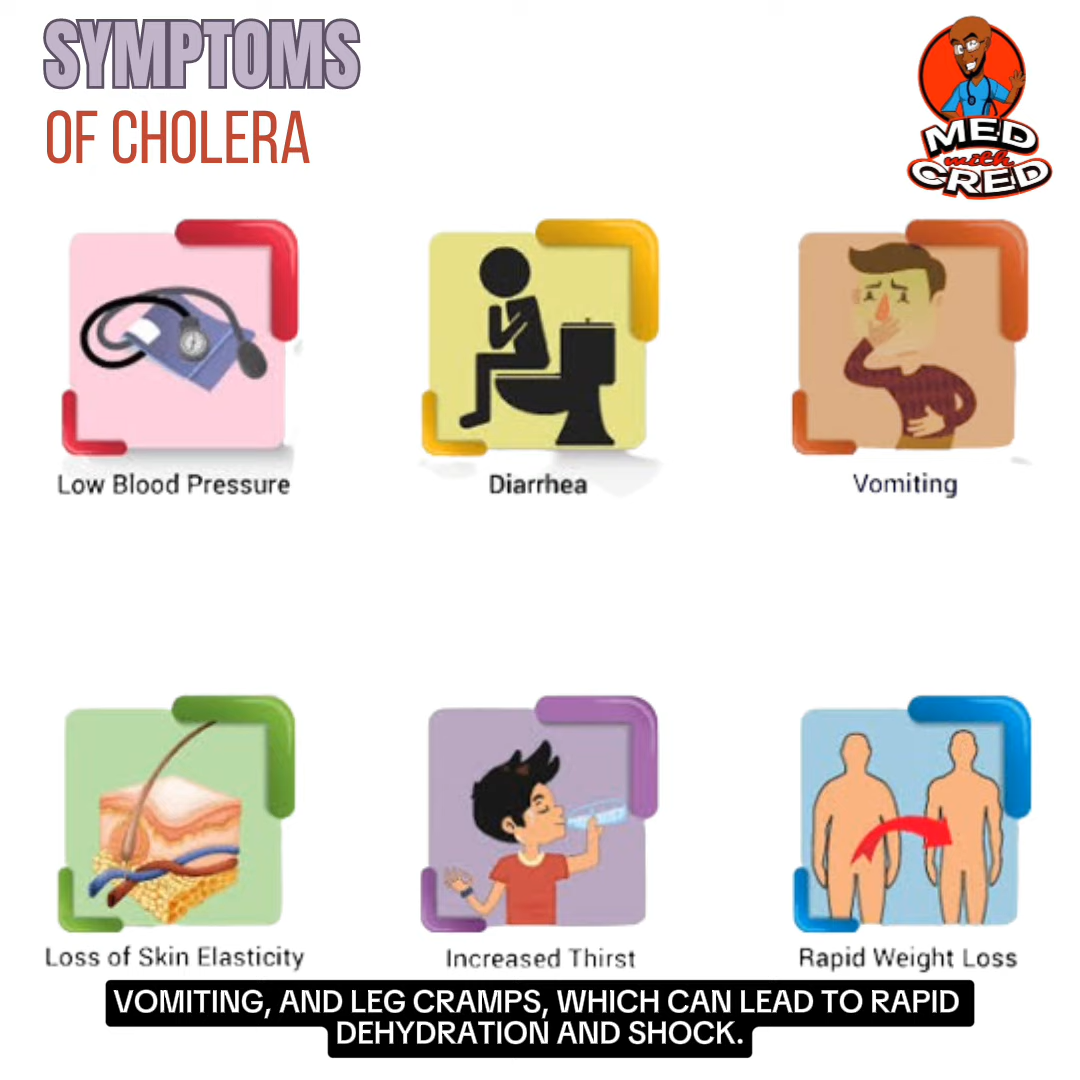 SYMPTOMS
OF CHOLERA
MED
with
CRED
Low Blood Pressure
Diarrhea
Vomiting
Loss of Skin Elasticity
Increased Thirst
Rapid Weight Loss
VOMITING, AND LEG CRAMPS, WHICH CAN LEAD TO RAPID
DEHYDRATION AND SHOCK.